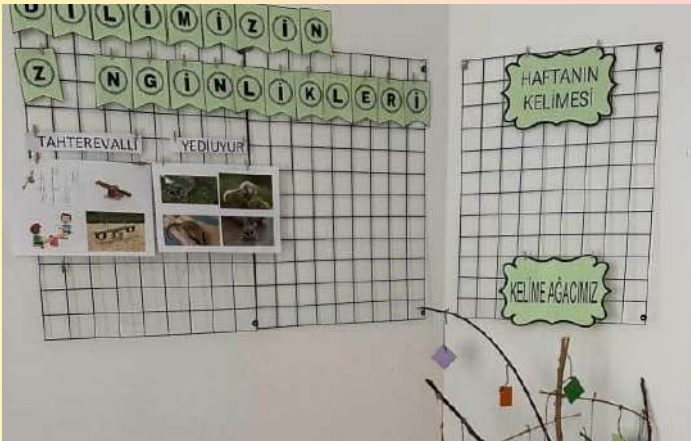 DİLİMİZİN
Z NGİNLİKLERİ
TAHTEREVALLİ
YEDİUYUR
HAFTANIN
KELİMESİ
KELİME AĞACIMIZ